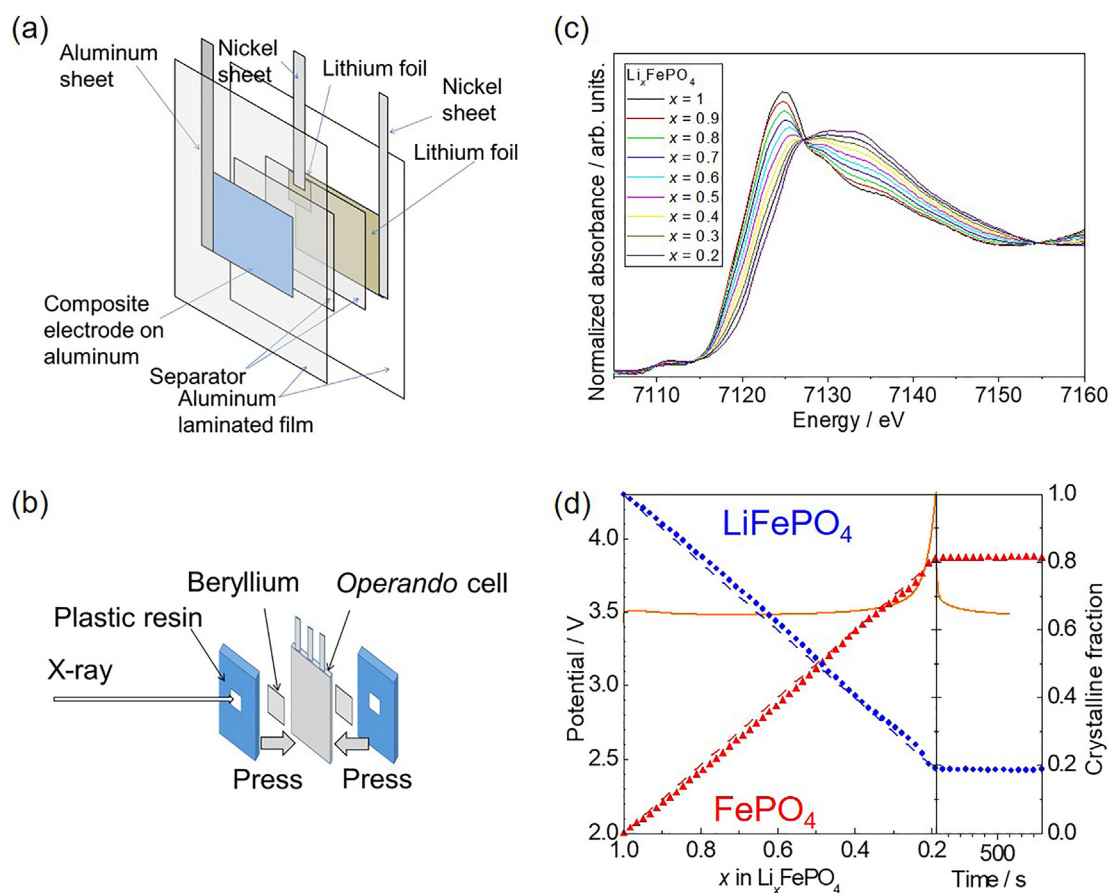 (a)
Aluminum
sheet
Nickel
sheet
Lithium foil
Nickel
sheet
Lithium foil
Composite
electrode on
aluminum
Separator
Aluminum
laminated film
(b)
Beryllium
Operando cell
Plastic resin
X-ray
Press
Press
(c)
Normalized absorbance / arb. units.
LixFePO4
x = 1
x = 0.9
x = 0.8
x = 0.7
x = 0.6
x = 0.5
x = 0.4
x = 0.3
x = 0.2
7110 7120 7130 7140 7150 7160
Energy / eV
(d)
Potential / V
4.0
3.5
3.0
2.5
2.0
LiFePO4
FePO4
1.0
0.8
0.6
0.4
0.2
0.0
Crystalline fraction
1.0 0.8 0.6 0.4 0.2 500
x in LixFePO4 Time / s